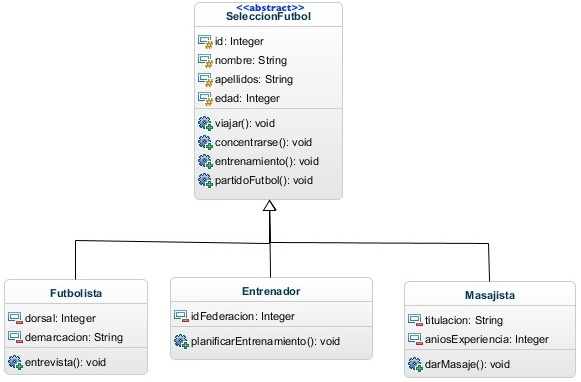 <<abstract>>
SeleccionFutbol
id: Integer
nombre: String
apellidos: String
edad: Integer
viajar(): void
concentrarse(): void
entrenamiento(): void
partidoFutbol(): void
Futbolista
dorsal: Integer
demarcacion: String
entrevista(): void
Entrenador
idFederacion: Integer
planificarEntrenamiento(): void
Masajista
titulacion: String
aniosExperiencia: Integer
darMasaje(): void